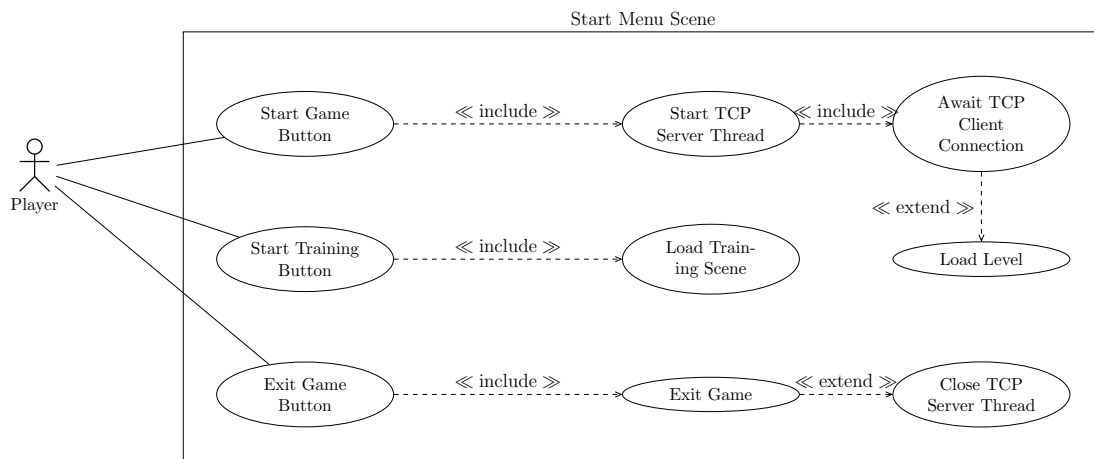 Start Menu Scene
Start Game
Button
≪ include ≫
Start TCP
Server Thread
≪ include ≫
Await TCP
Client
Connection
Player
≪ extend ≫
Start Training
Button
≪ include ≫
Load Train-
ing Scene
Load Level
Exit Game
Button
≪ include ≫
Exit Game
≪ extend ≫
Close TCP
Server Thread